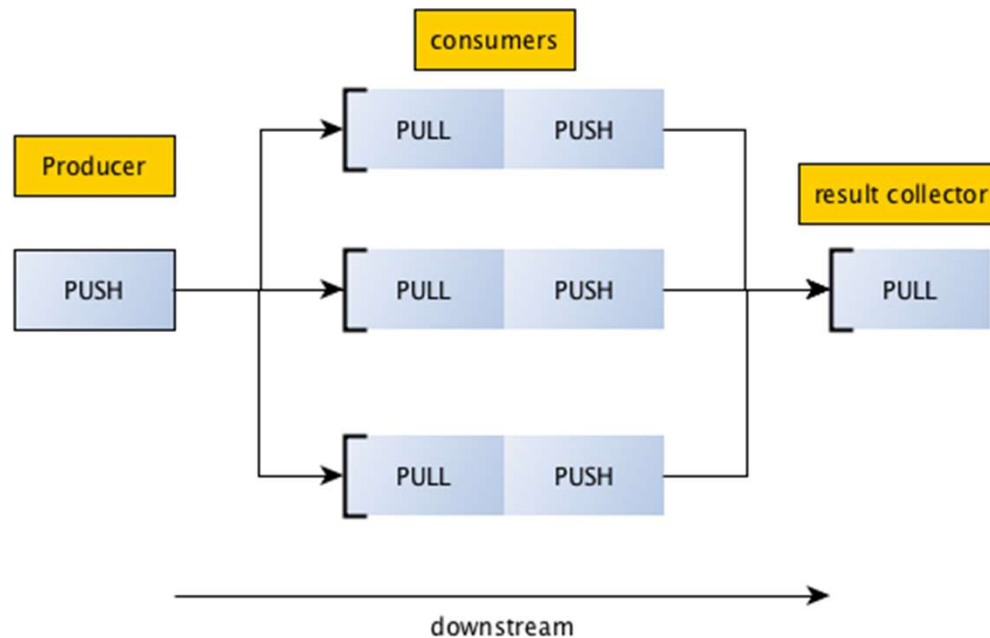 consumers
PULL PUSH
Producer
result collector
PUSH
PULL PUSH
PULL
PULL PUSH
downstream